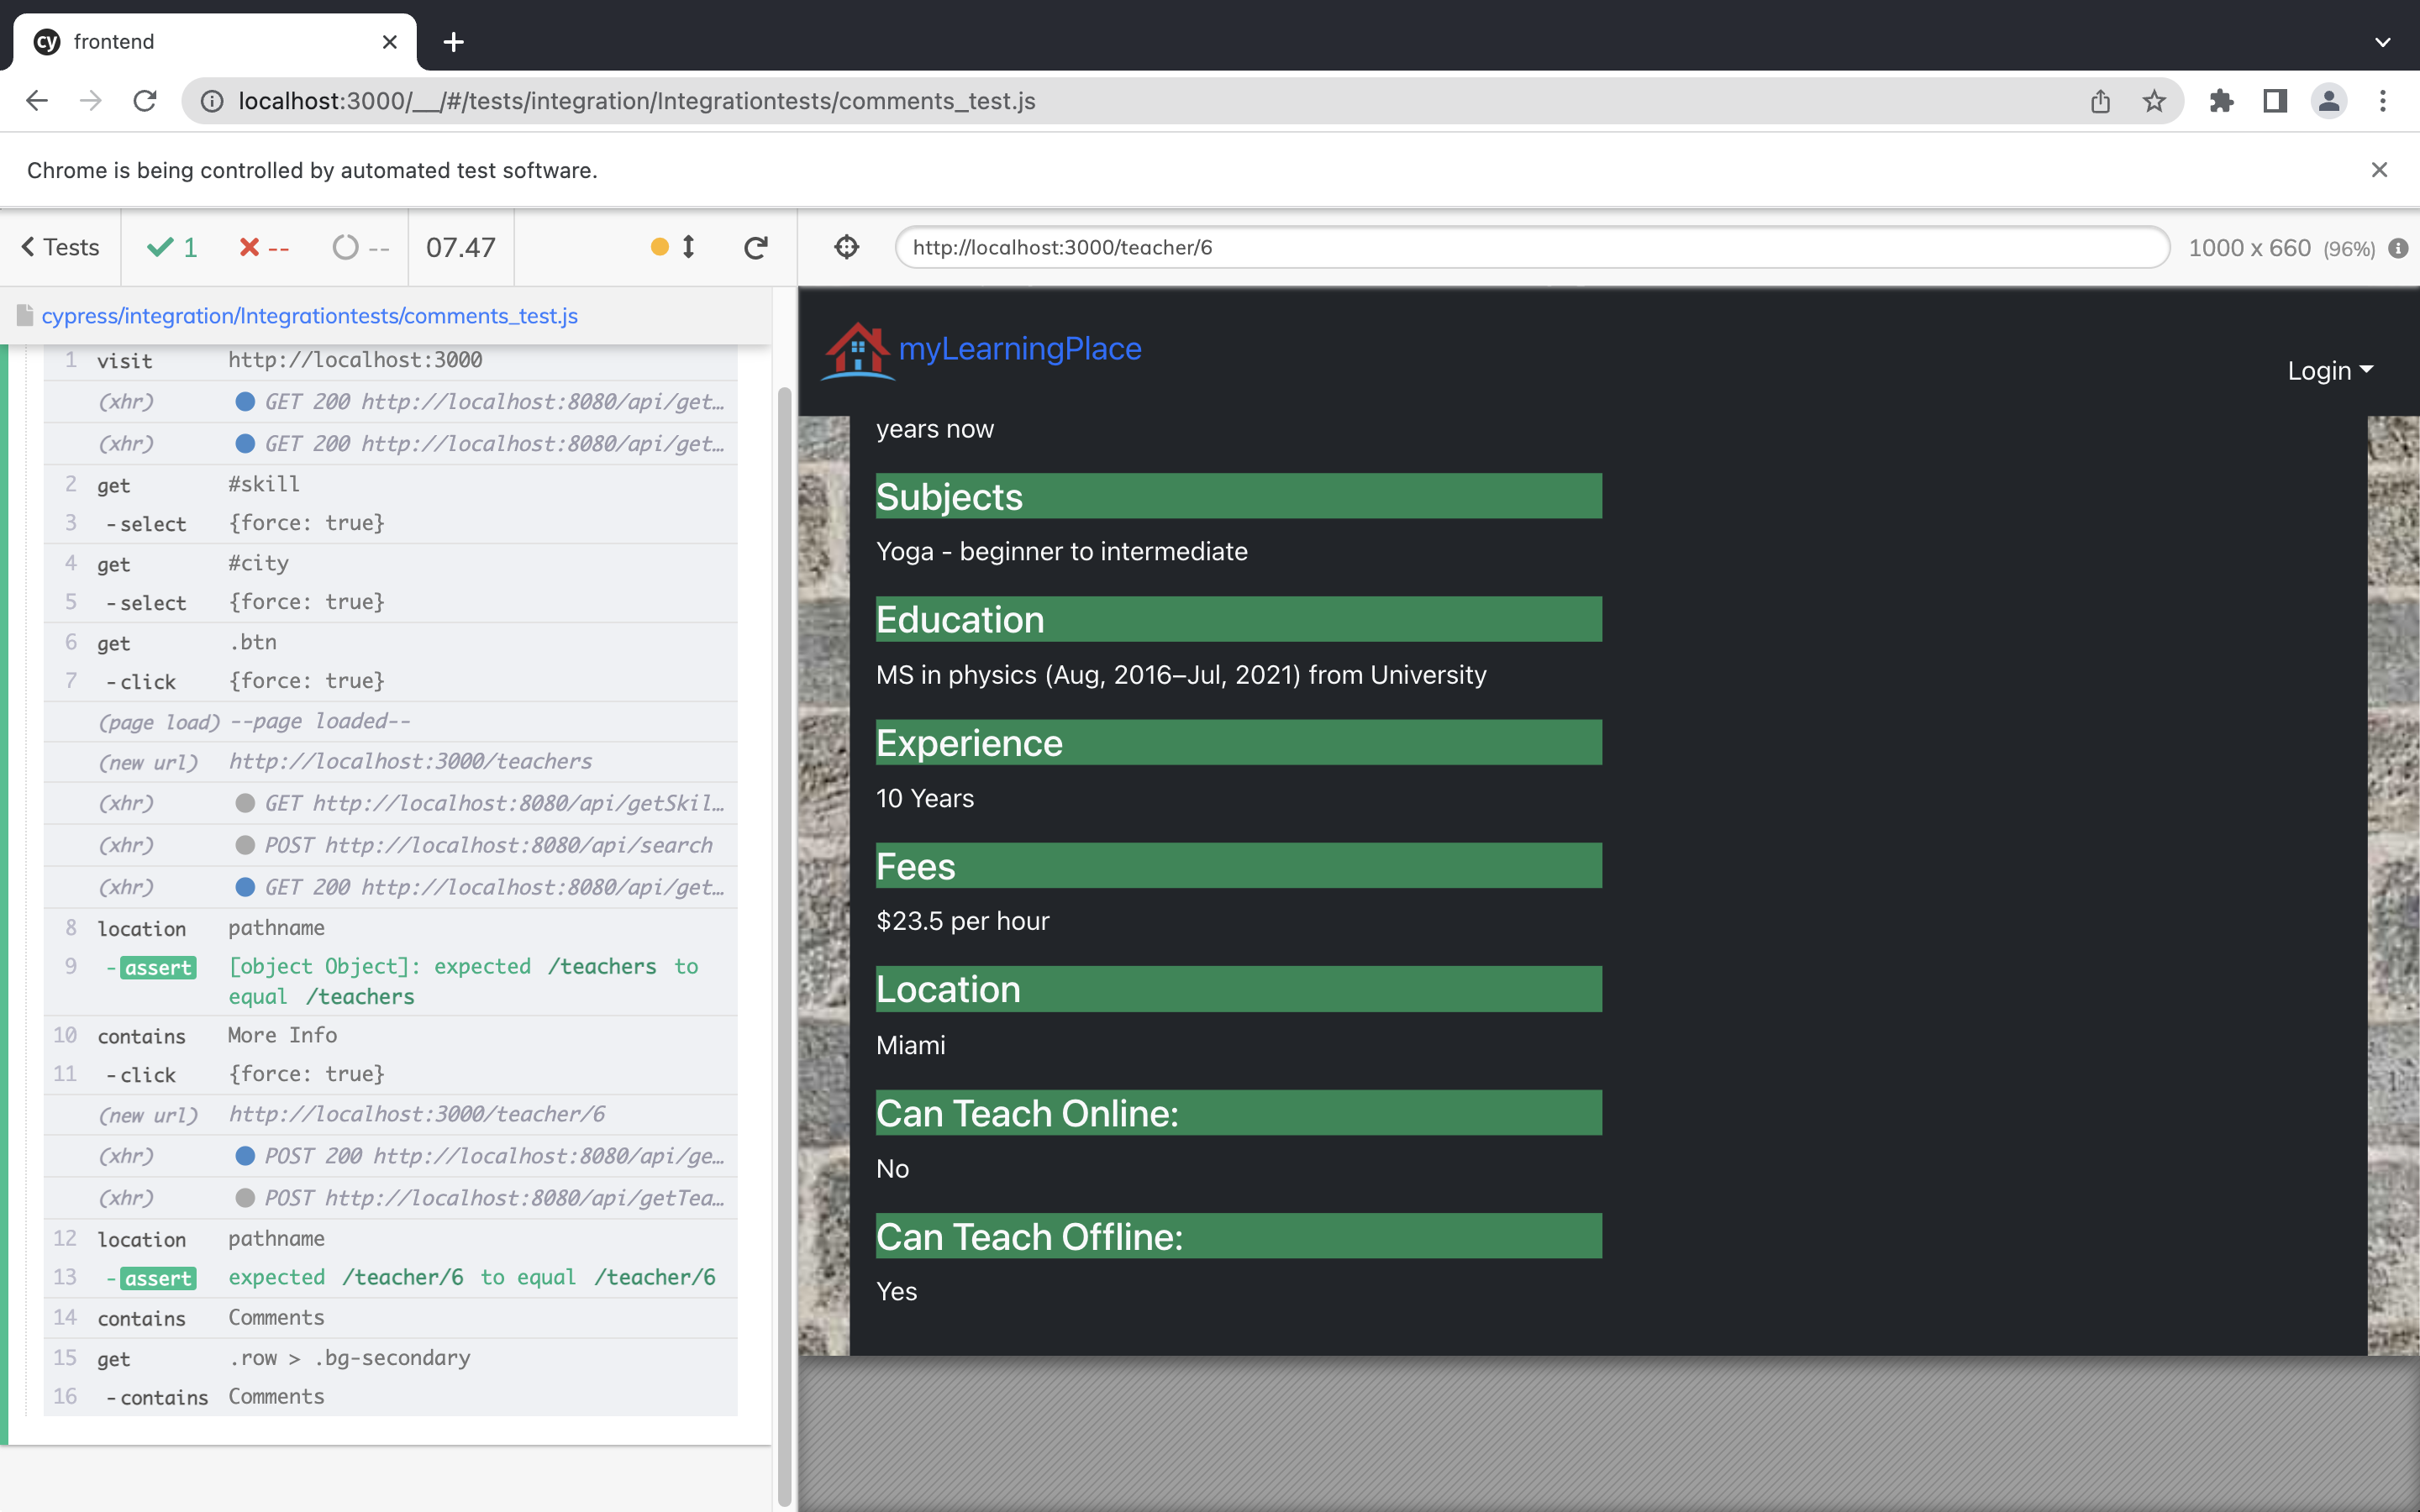 cy frontend
localhost:3000/__/#/tests/integration/Integrationtests/comments_test.js
Chrome is being controlled by automated test software.
Tests 1 -- -- 07.47
http://localhost:3000/teacher/6 1000 x 660 (96%)
cypress/integration/Integrationtests/comments_test.js
1 visit http://localhost:3000
(xhr) GET 200 http://localhost:8080/api/get…
(xhr) GET 200 http://localhost:8080/api/get…
2 get #skill
3 -select {force: true}
4 get #city
5 -select {force: true}
6 get .btn
7 -click {force: true}
(page load) --page loaded--
(new url) http://localhost:3000/teachers
(xhr) GET http://localhost:8080/api/getSkil…
(xhr) POST http://localhost:8080/api/search
(xhr) GET 200 http://localhost:8080/api/get…
8 location pathname
9 -assert [object Object]: expected /teachers to
equal /teachers
10 contains More Info
11 -click {force: true}
(new url) http://localhost:3000/teacher/6
(xhr) POST 200 http://localhost:8080/api/ge…
(xhr) POST http://localhost:8080/api/getTea…
12 location pathname
13 -assert expected /teacher/6 to equal /teacher/6
14 contains Comments
15 get .row > .bg-secondary
16 -contains Comments
myLearningPlace
Login
years now
Subjects
Yoga - beginner to intermediate
Education
MS in physics (Aug, 2016–Jul, 2021) from University
Experience
10 Years
Fees
$23.5 per hour
Location
Miami
Can Teach Online:
No
Can Teach Offline:
Yes